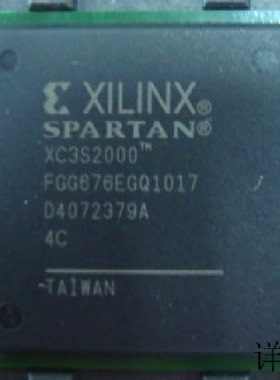 XILINX®
SPARTAN®
XC3S2000™
FGG676EGQ1017
D4072379A
4C
TAIWAN
详